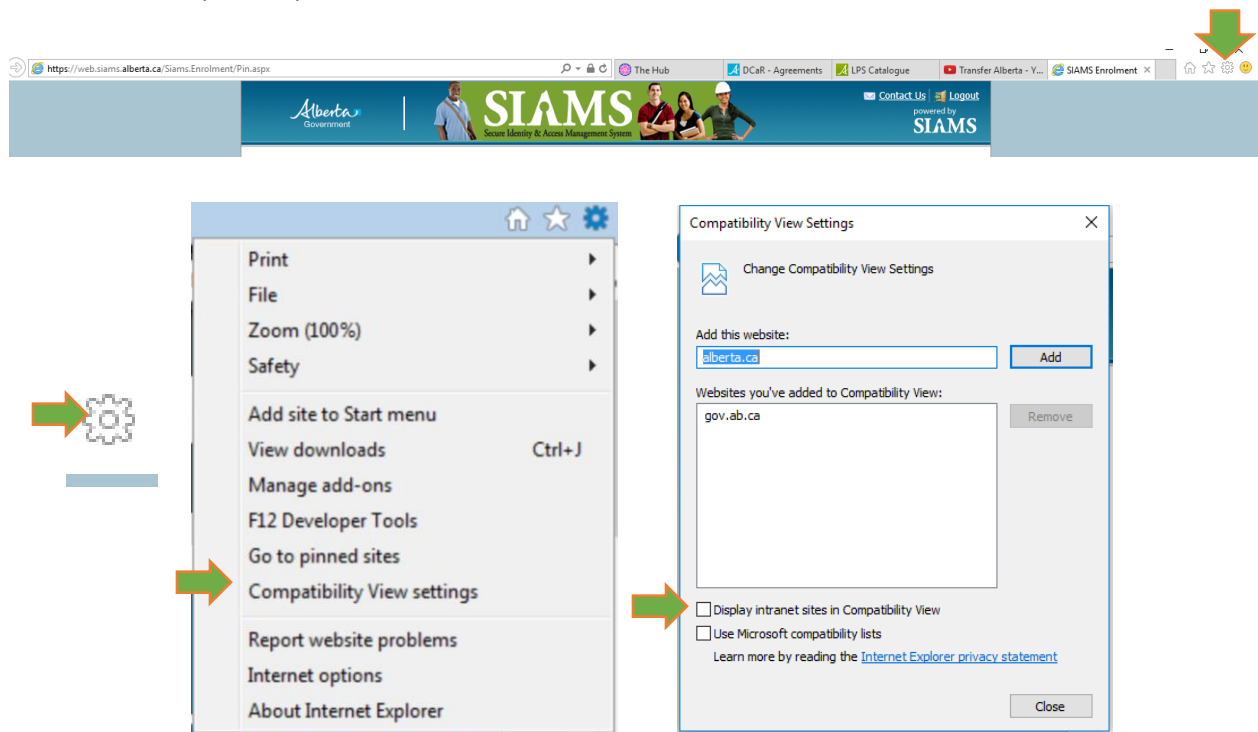 https://web.siams.alberta.ca/Siams.Enrolment/Pin.aspx
The Hub
DCaR - Agreements
LPS Catalogue
Transfer Alberta - Y...
SIAMS Enrolment
Alberta
Government
SIAMS
Secure Identity & Access Management System
Contact Us
Logout
powered by
SIAMS
Print
File
Zoom (100%)
Safety
Add site to Start menu
View downloads Ctrl+J
Manage add-ons
F12 Developer Tools
Go to pinned sites
Compatibility View settings
Report website problems
Internet options
About Internet Explorer
Compatibility View Settings
Change Compatibility View Settings
Add this website:
alberta.ca
Add
Websites you've added to Compatibility View:
gov.ab.ca
Remove
Display intranet sites in Compatibility View
Use Microsoft compatibility lists
Learn more by reading the Internet Explorer privacy statement
Close